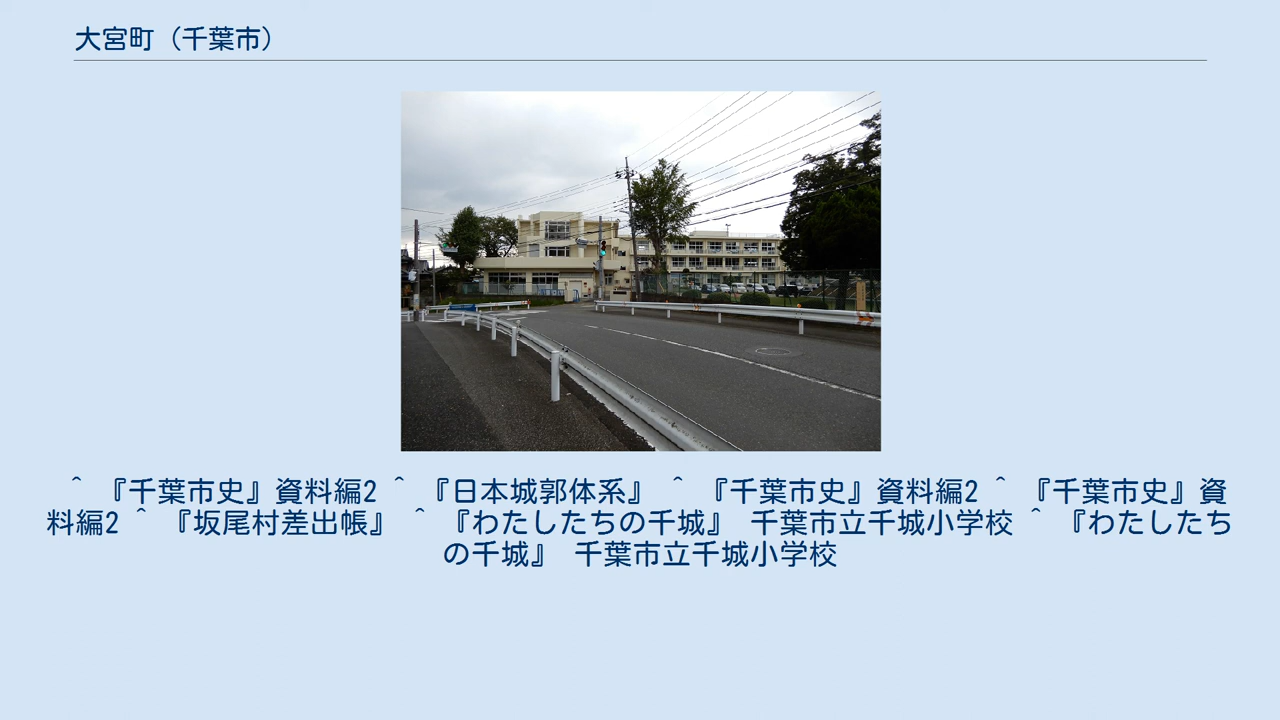 大宮町（千葉市）
^ 『千葉市史』資料編2 ^ 『日本城郭体系』 ^ 『千葉市史』資料編2 ^ 『千葉市史』資
料編2 ^ 『坂尾村差出帳』 ^ 『わたしたちの千城』 千葉市立千城小学校 ^ 『わたしたち
の千城』 千葉市立千城小学校